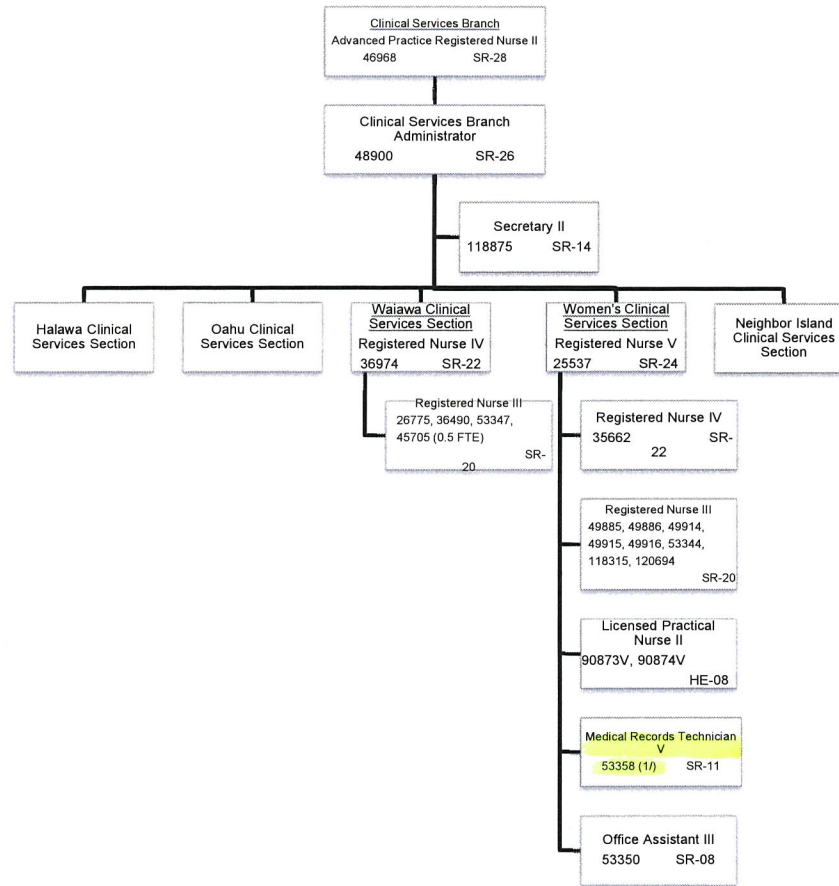 Clinical Services Branch
Advanced Practice Registered Nurse II
46968 SR-28
Clinical Services Branch
Administrator
48900 SR-26
Secretary II
118875 SR-14
Halawa Clinical
Services Section
Oahu Clinical
Services Section
Waiawa Clinical
Services Section
Registered Nurse IV
36974 SR-22
Women's Clinical
Services Section
Registered Nurse V
25537 SR-24
Neighbor Island
Clinical Services
Section
Registered Nurse III
26775, 36490, 53347,
45705 (0.5 FTE)
SR-
20
Registered Nurse IV
35662 SR-
22
Registered Nurse III
49885, 49886, 49914,
49915, 49916, 53344,
118315, 120694
SR-20
Licensed Practical
Nurse II
90873V, 90874V
HE-08
Medical Records Technician
V
53358 (1/) SR-11
Office Assistant III
53350 SR-08